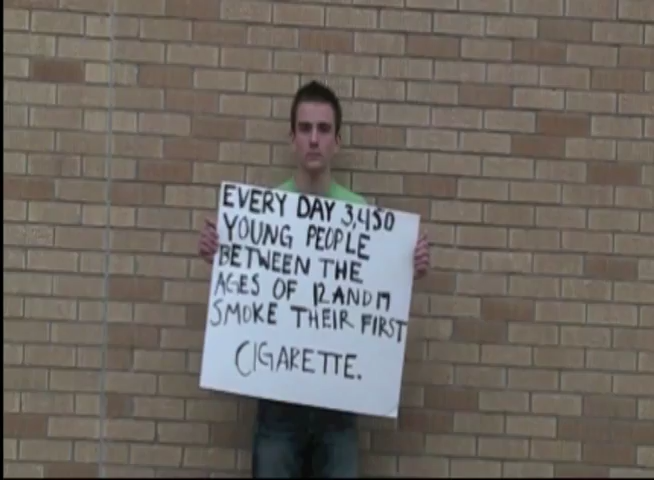 EVERY DAY 3,450
YOUNG PEOPLE
BETWEEN THE
AGES OF 12 AND 17
SMOKE THEIR FIRST
CIGARETTE.